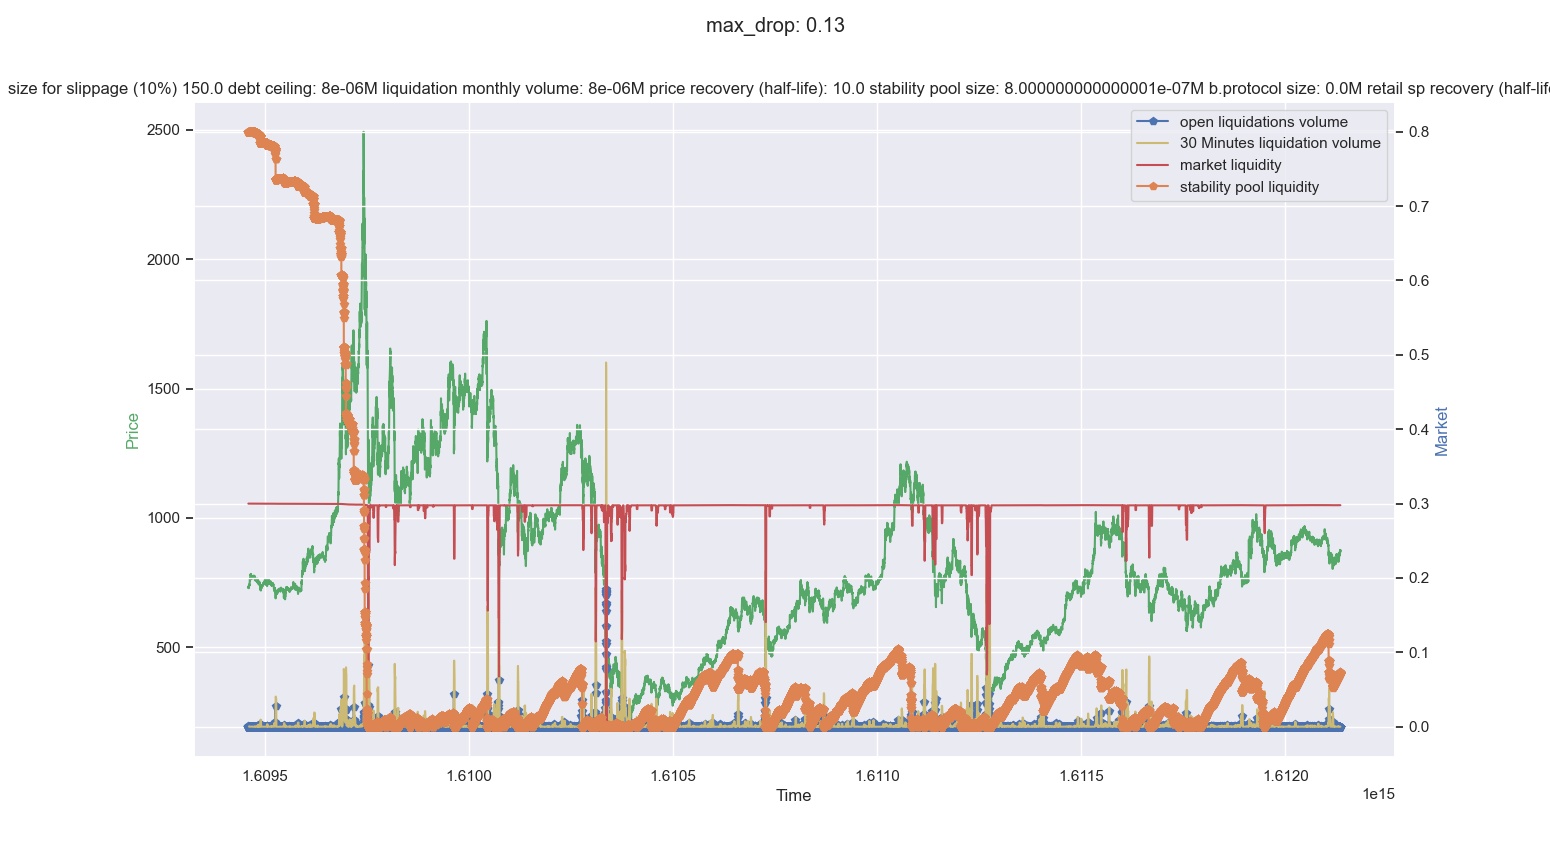 max_drop: 0.13
size for slippage (10%) 150.0 debt ceiling: 8e-06M liquidation monthly volume: 8e-06M price recovery (half-life): 10.0 stability pool size: 8.000000000000001e-07M b.protocol size: 0.0M retail sp recovery (half-life
open liquidations volume
30 Minutes liquidation volume
market liquidity
stability pool liquidity
2500
2000
1500
1000
500
Price
0.8
0.7
0.6
0.5
0.4
0.3
0.2
0.1
0.0
Market
1.6095
1.6100
1.6105
1.6110
1.6115
1.6120
1e15
Time